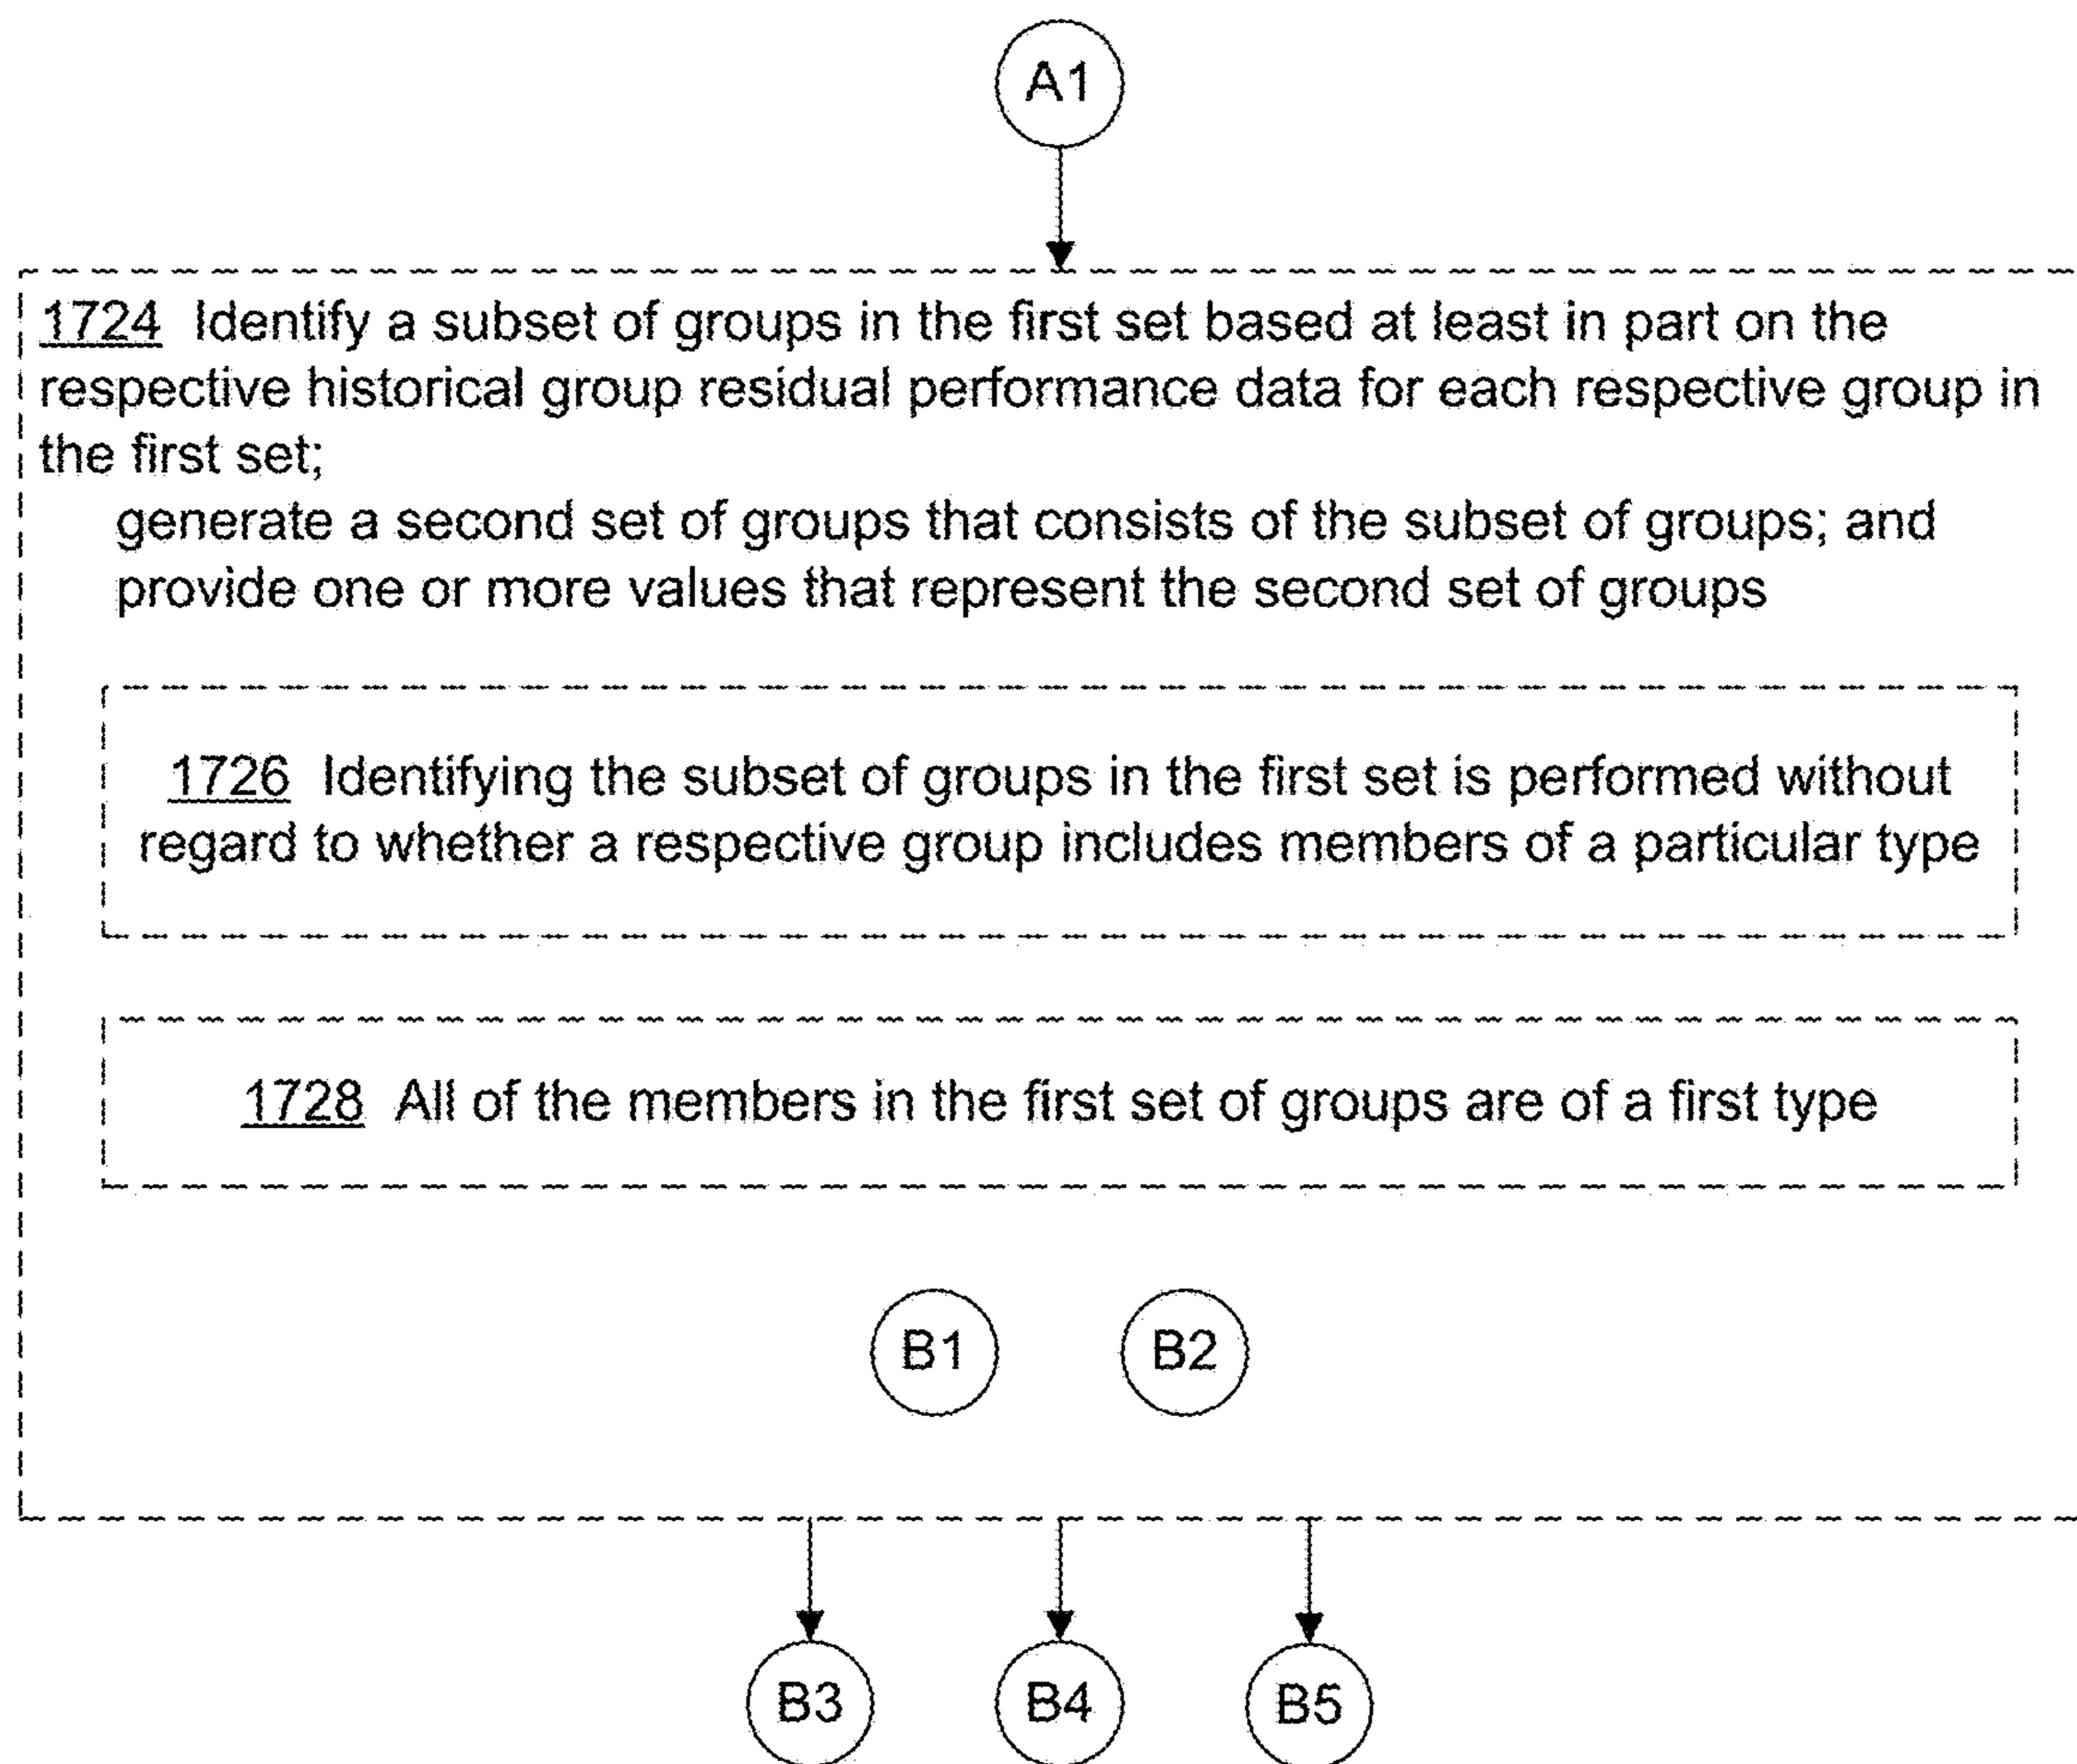 A1
1724 Identify a subset of groups in the first set based at least in part on the
respective historical group residual performance data for each respective group in
the first set;
generate a second set of groups that consists of the subset of groups; and
provide one or more values that represent the second set of groups
1726 Identifying the subset of groups in the first set is performed without
regard to whether a respective group includes members of a particular type
1728 All of the members in the first set of groups are of a first type
B1 B2
B3 B4 B5